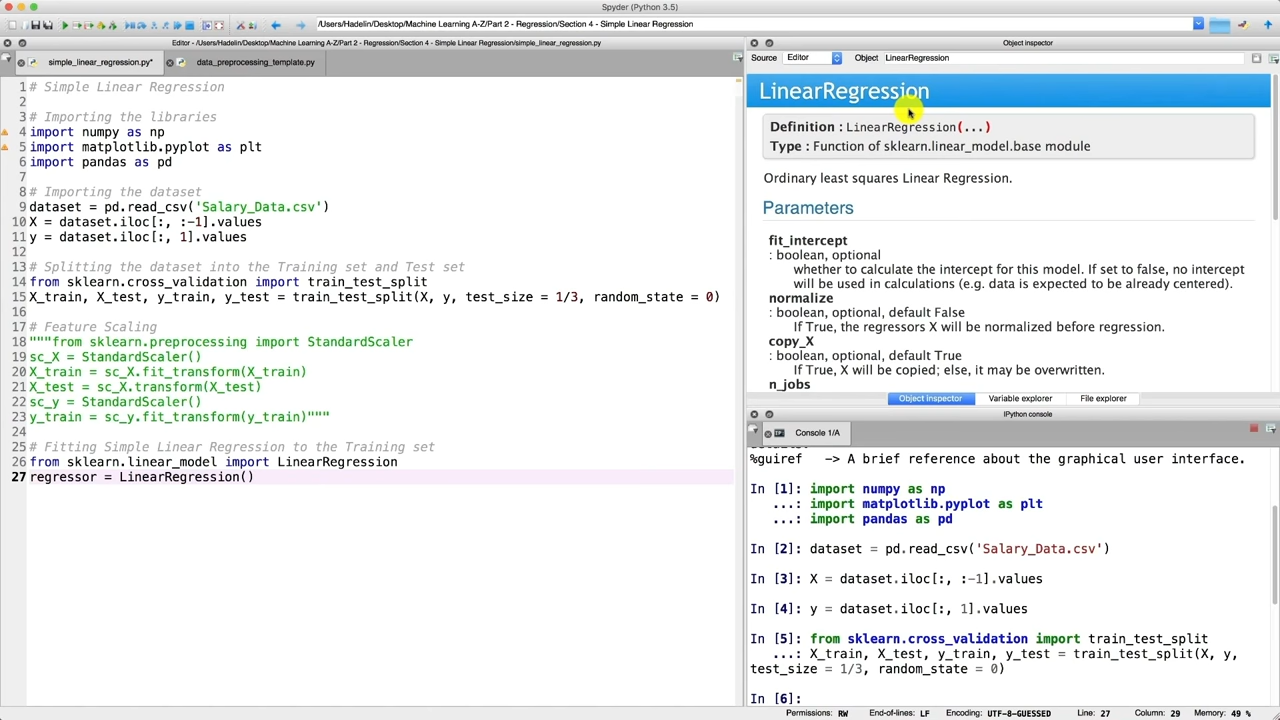 Spyder (Python 3.5)
/Users/Hadelin/Desktop/Machine Learning A-Z/Part 2 - Regression/Section 4 - Simple Linear Regression
Editor - /Users/Hadelin/Desktop/Machine Learning A-Z/Part 2 - Regression/Section 4 - Simple Linear Regression/simple_linear_regression.py
simple_linear_regression.py* data_preprocessing_template.py
1 # Simple Linear Regression
2
3 # Importing the libraries
4 import numpy as np
5 import matplotlib.pyplot as plt
6 import pandas as pd
7
8 # Importing the dataset
9 dataset = pd.read_csv('Salary_Data.csv')
10 X = dataset.iloc[:, :-1].values
11 y = dataset.iloc[:, 1].values
12
13 # Splitting the dataset into the Training set and Test set
14 from sklearn.cross_validation import train_test_split
15 X_train, X_test, y_train, y_test = train_test_split(X, y, test_size = 1/3, random_state = 0)
16
17 # Feature Scaling
18 """from sklearn.preprocessing import StandardScaler
19 sc_X = StandardScaler()
20 X_train = sc_X.fit_transform(X_train)
21 X_test = sc_X.transform(X_test)
22 sc_y = StandardScaler()
23 y_train = sc_y.fit_transform(y_train)"""
24
25 # Fitting Simple Linear Regression to the Training set
26 from sklearn.linear_model import LinearRegression
27 regressor = LinearRegression()
Object inspector
Source Editor Object LinearRegression
LinearRegression
Definition : LinearRegression(...)
Type : Function of sklearn.linear_model.base module
Ordinary least squares Linear Regression.
Parameters
fit_intercept
: boolean, optional
whether to calculate the intercept for this model. If set to false, no intercept
will be used in calculations (e.g. data is expected to be already centered).
normalize
: boolean, optional, default False
If True, the regressors X will be normalized before regression.
copy_X
: boolean, optional, default True
If True, X will be copied; else, it may be overwritten.
n_jobs
Object inspector Variable explorer File explorer
IPython console
Console 1/A
%guiref -> A brief reference about the graphical user interface.
In [1]: import numpy as np
...: import matplotlib.pyplot as plt
...: import pandas as pd
In [2]: dataset = pd.read_csv('Salary_Data.csv')
In [3]: X = dataset.iloc[:, :-1].values
In [4]: y = dataset.iloc[:, 1].values
In [5]: from sklearn.cross_validation import train_test_split
...: X_train, X_test, y_train, y_test = train_test_split(X, y,
test_size = 1/3, random_state = 0)
In [6]:
Permissions: RW End-of-lines: LF Encoding: UTF-8-GUESSED Line: 27 Column: 29 Memory: 49 %